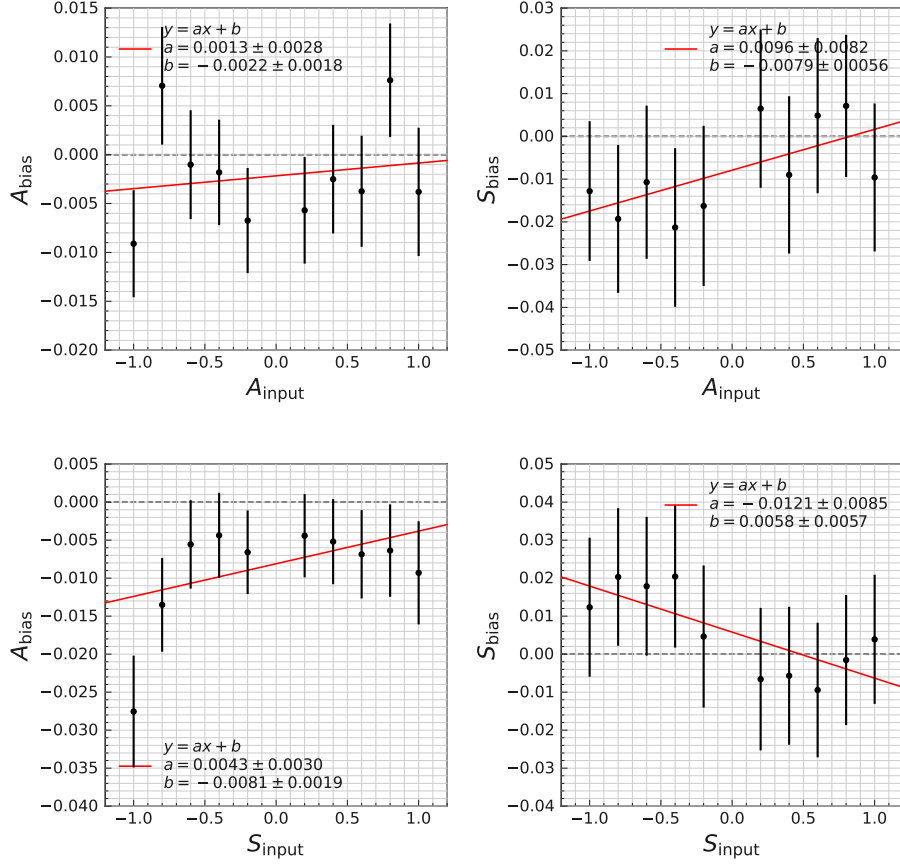 0.015
0.010
0.005
0.000
−0.005
−0.010
−0.015
−0.020
A_bias
y = ax + b
a = 0.0013 ± 0.0028
b = −0.0022 ± 0.0018
−1.0 −0.5 0.0 0.5 1.0
A_input
0.03
0.02
0.01
0.00
−0.01
−0.02
−0.03
−0.04
−0.05
S_bias
y = ax + b
a = 0.0096 ± 0.0082
b = −0.0079 ± 0.0056
−1.0 −0.5 0.0 0.5 1.0
A_input
0.005
0.000
−0.005
−0.010
−0.015
−0.020
−0.025
−0.030
−0.035
−0.040
A_bias
y = ax + b
a = 0.0043 ± 0.0030
b = −0.0081 ± 0.0019
−1.0 −0.5 0.0 0.5 1.0
S_input
0.05
0.04
0.03
0.02
0.01
0.00
−0.01
−0.02
−0.03
−0.04
S_bias
y = ax + b
a = −0.0121 ± 0.0085
b = 0.0058 ± 0.0057
−1.0 −0.5 0.0 0.5 1.0
S_input